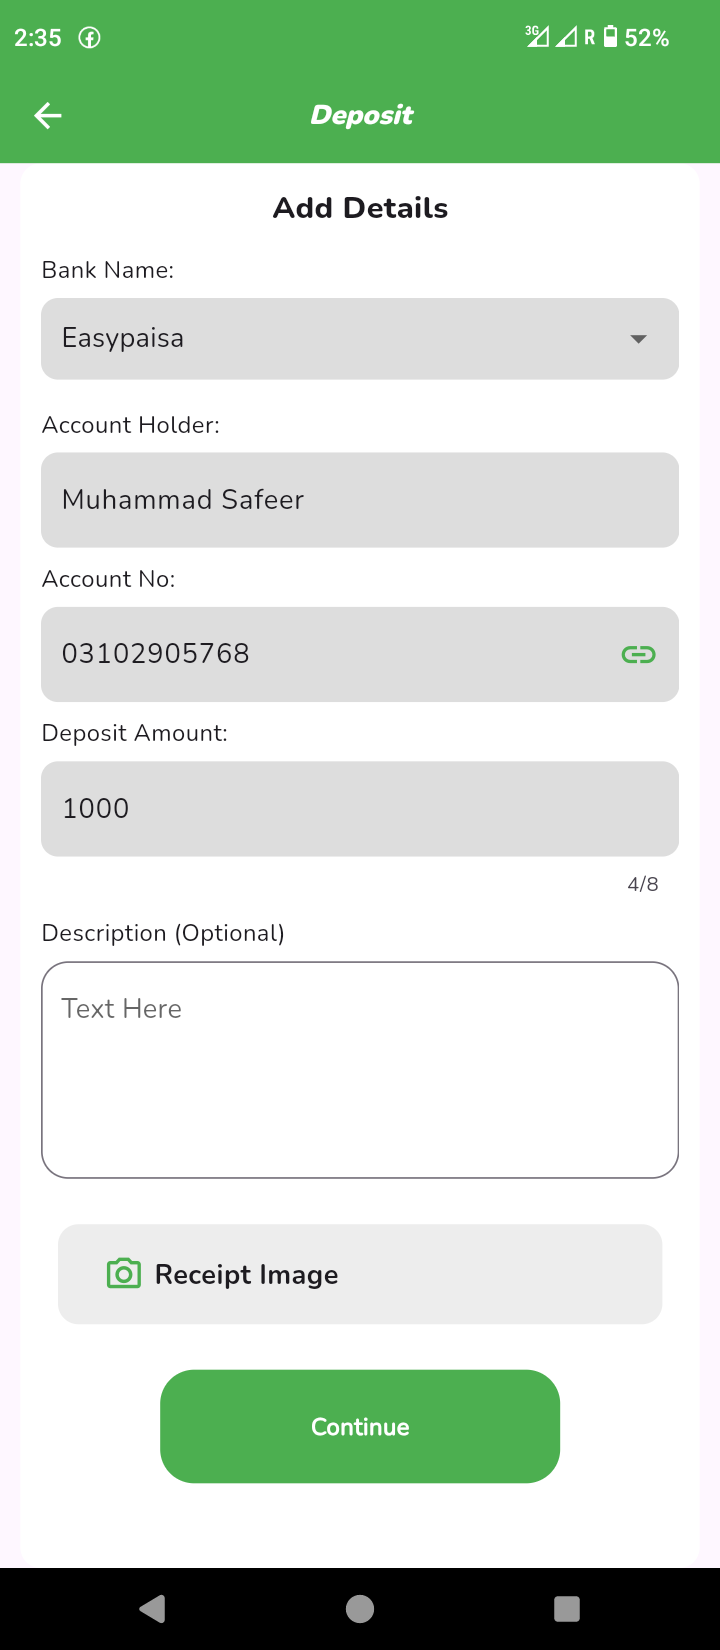 2:35
3G R 52%
Deposit
Add Details
Bank Name:
Easypaisa
Account Holder:
Muhammad Safeer
Account No:
03102905768
Deposit Amount:
1000
4/8
Description (Optional)
Text Here
Receipt Image
Continue